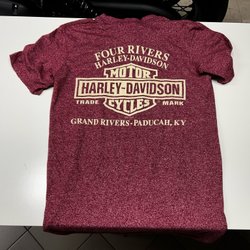 FOUR RIVERS
HARLEY-DAVIDSON
MOTOR
HARLEY-DAVIDSON
CYCLES
TRADE MARK
GRAND RIVERS - PADUCAH, KY